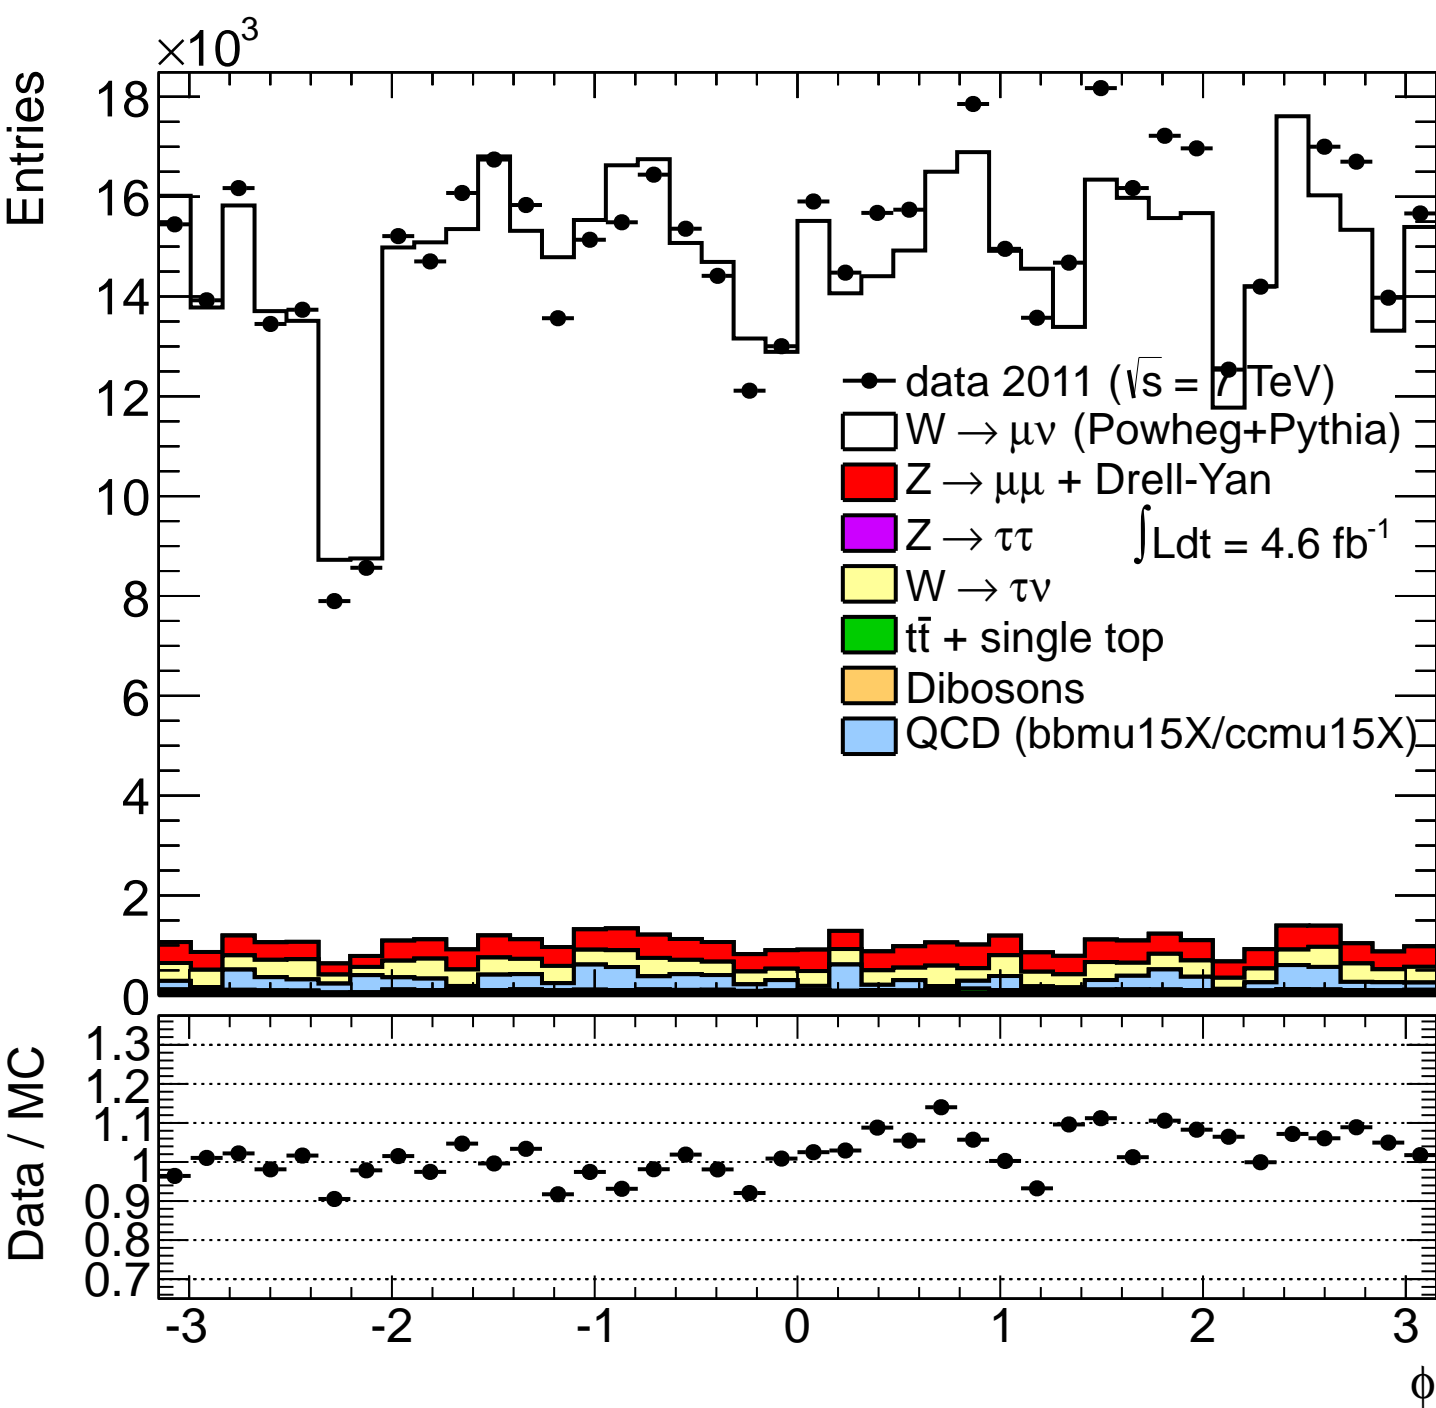 ×10³
Entries
18
16
14
12
10
8
6
4
2
0
data 2011 (√s = 7 TeV)
W → μν (Powheg+Pythia)
Z → μμ + Drell-Yan
Z → ττ
∫Ldt = 4.6 fb⁻¹
W → τν
tt̄ + single top
Dibosons
QCD (bbmu15X/ccmu15X)
Data / MC
1.3
1.2
1.1
1
0.9
0.8
0.7
-3 -2 -1 0 1 2 3
ϕ